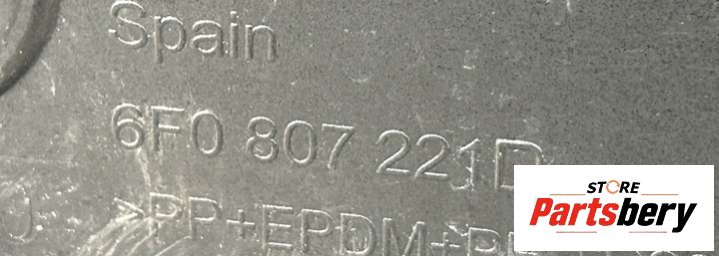 Spain
6F0 807 221D
>PP+EPDM+
STORE
Partsbery